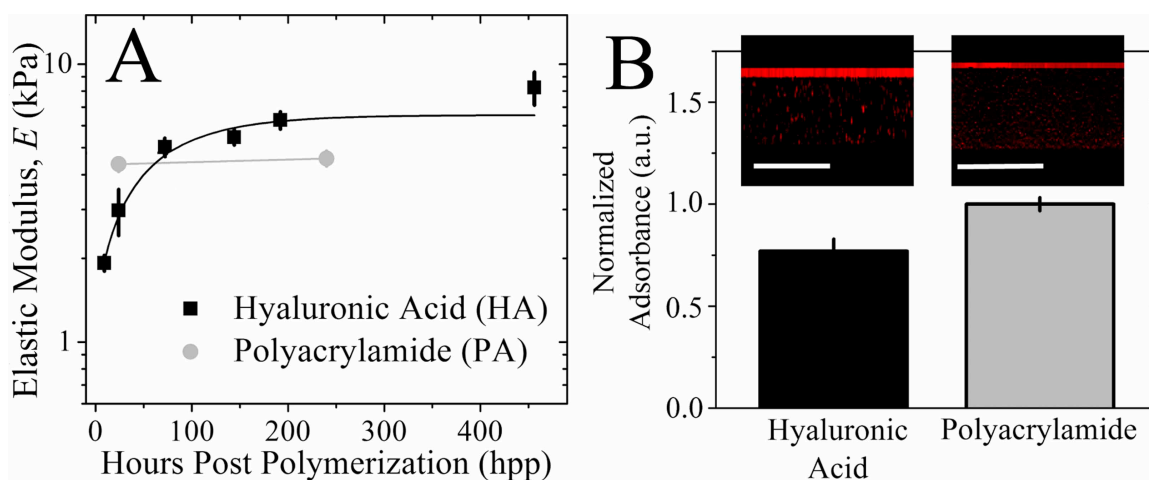 A
Elastic Modulus, E (kPa)
10
1
Hyaluronic Acid (HA)
Polyacrylamide (PA)
0 100 200 300 400
Hours Post Polymerization (hpp)
B
Normalized
Adsorbance (a.u.)
1.5
1.0
0.5
0.0
Hyaluronic
Acid
Polyacrylamide